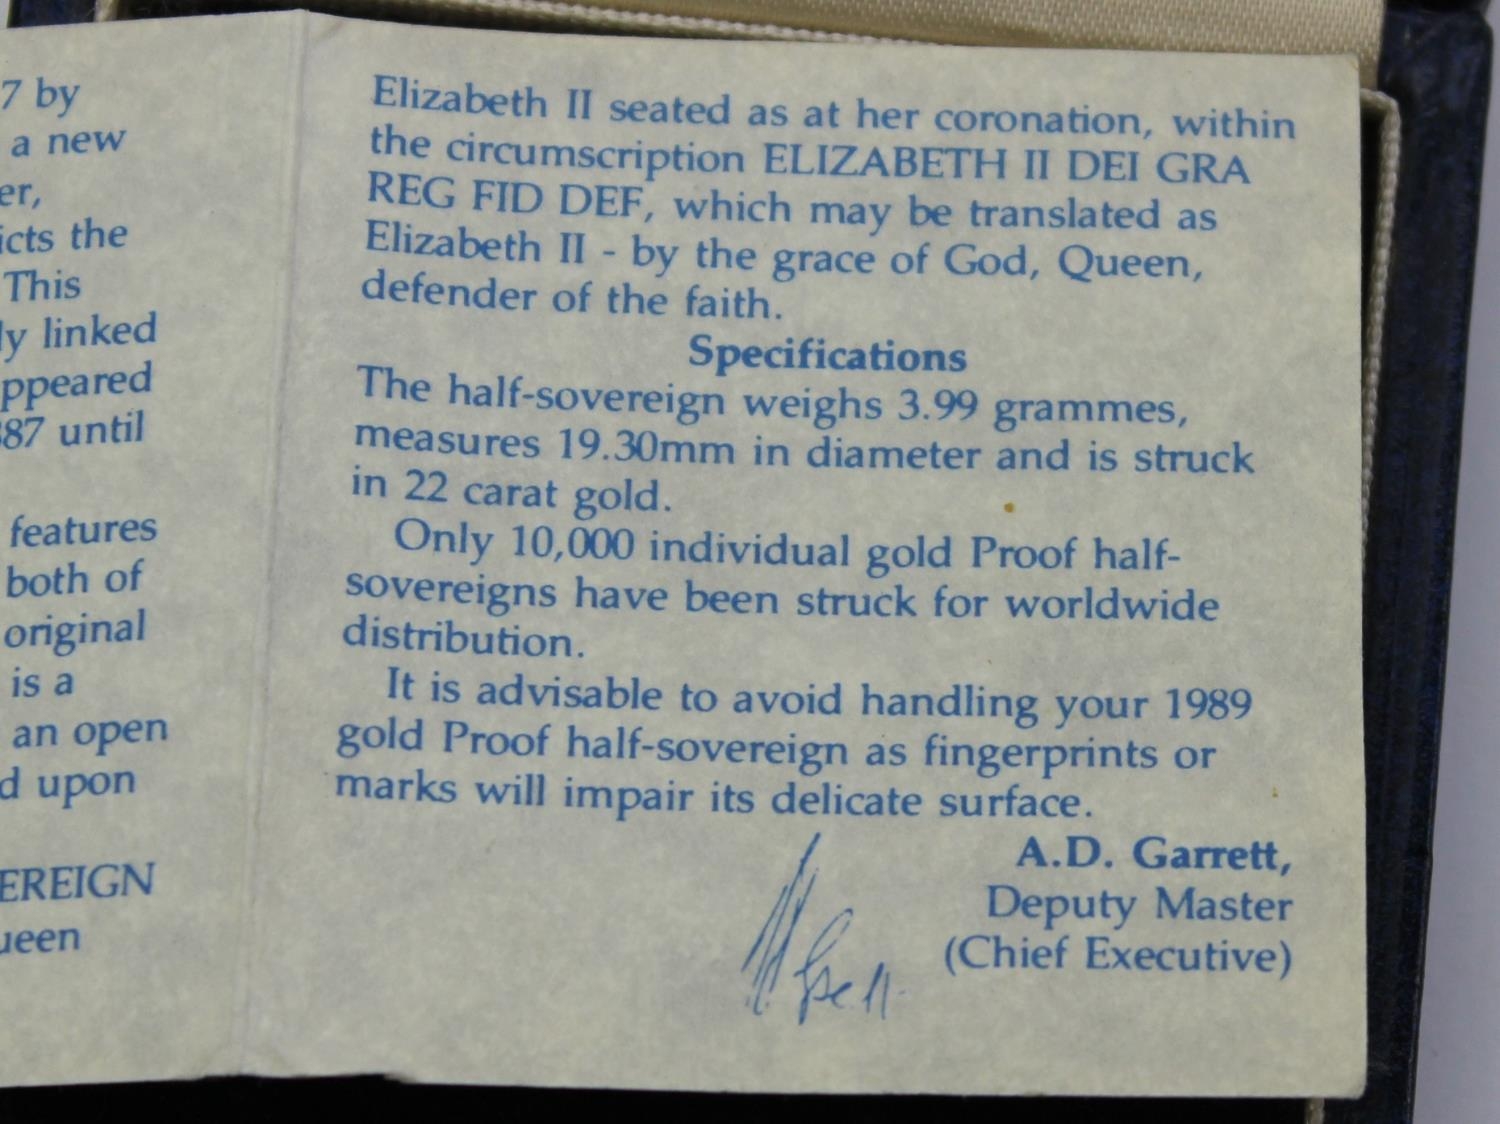 7 by
a new
er,
icts the
This
ly linked
ppeared
87 until
features
both of
original
is a
an open
d upon
EREIGN
ueen
Elizabeth II seated as at her coronation, within
the circumscription ELIZABETH II DEI GRA
REG FID DEF, which may be translated as
Elizabeth II - by the grace of God, Queen,
defender of the faith.
Specifications
The half-sovereign weighs 3.99 grammes,
measures 19.30mm in diameter and is struck
in 22 carat gold.
Only 10,000 individual gold Proof half-
sovereigns have been struck for worldwide
distribution.
It is advisable to avoid handling your 1989
gold Proof half-sovereign as fingerprints or
marks will impair its delicate surface.
A.D. Garrett,
Deputy Master
(Chief Executive)